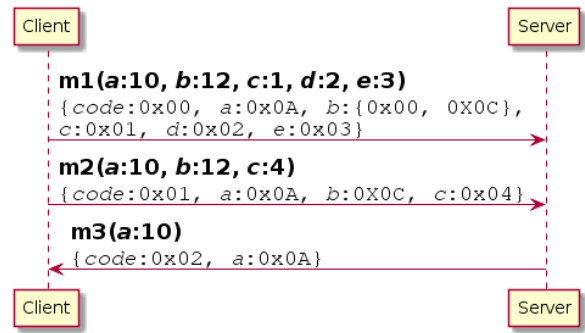 Client Server
m1(a:10, b:12, c:1, d:2, e:3)
{code:0x00, a:0x0A, b:{0x00, 0X0C},
c:0x01, d:0x02, e:0x03}
m2(a:10, b:12, c:4)
{code:0x01, a:0x0A, b:0X0C, c:0x04}
m3(a:10)
{code:0x02, a:0x0A}
Client Server